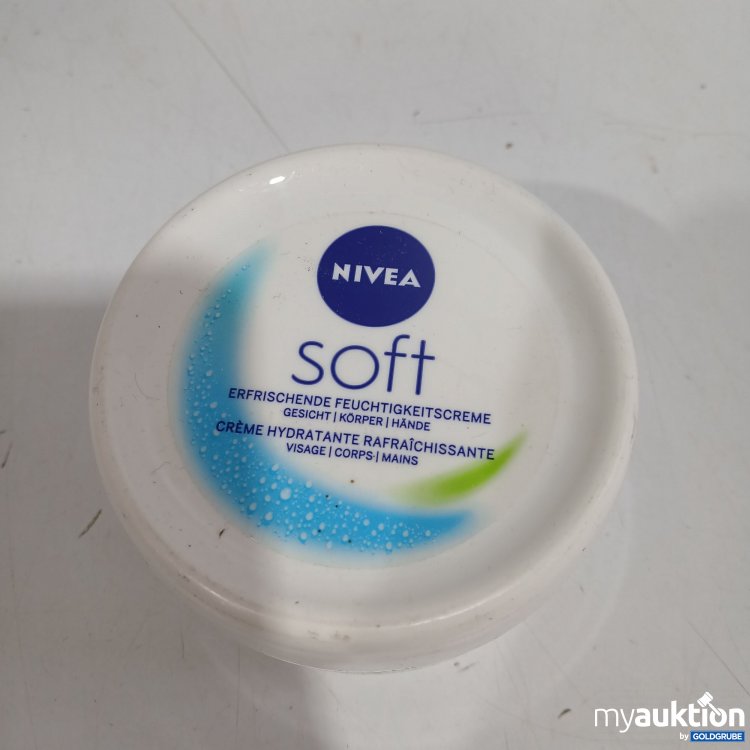 NIVEA
soft
ERFRISCHENDE FEUCHTIGKEITSCREME
GESICHT | KÖRPER | HÄNDE
CRÈME HYDRATANTE RAFRAÎCHISSANTE
VISAGE | CORPS | MAINS
myauktion
by GOLDGRUBE